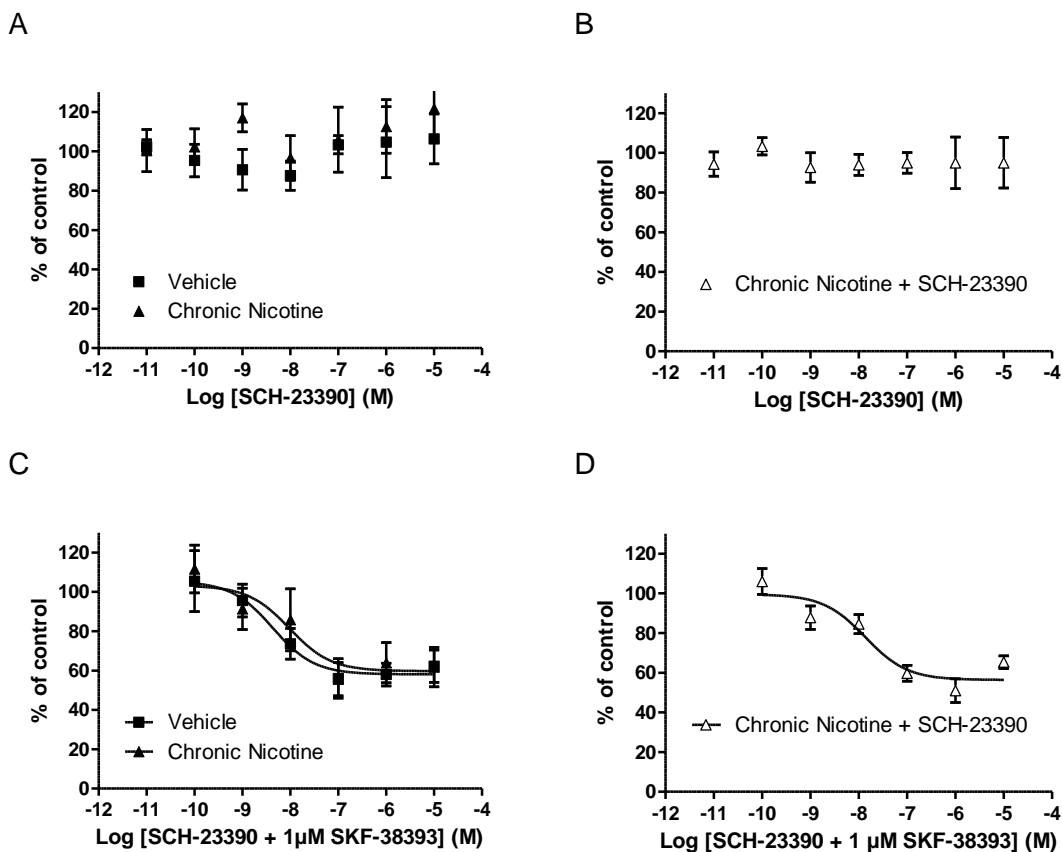 A
% of control
120
100
80
60
40
20
0
Vehicle
Chronic Nicotine
-12 -11 -10 -9 -8 -7 -6 -5 -4
Log [SCH-23390] (M)
B
% of control
120
100
80
60
40
20
0
Chronic Nicotine + SCH-23390
-12 -11 -10 -9 -8 -7 -6 -5 -4
Log [SCH-23390] (M)
C
% of control
120
100
80
60
40
20
0
Vehicle
Chronic Nicotine
-12 -11 -10 -9 -8 -7 -6 -5 -4
Log [SCH-23390 + 1µM SKF-38393] (M)
D
% of control
120
100
80
60
40
20
0
Chronic Nicotine + SCH-23390
-12 -11 -10 -9 -8 -7 -6 -5 -4
Log [SCH-23390 + 1 µM SKF-38393] (M)